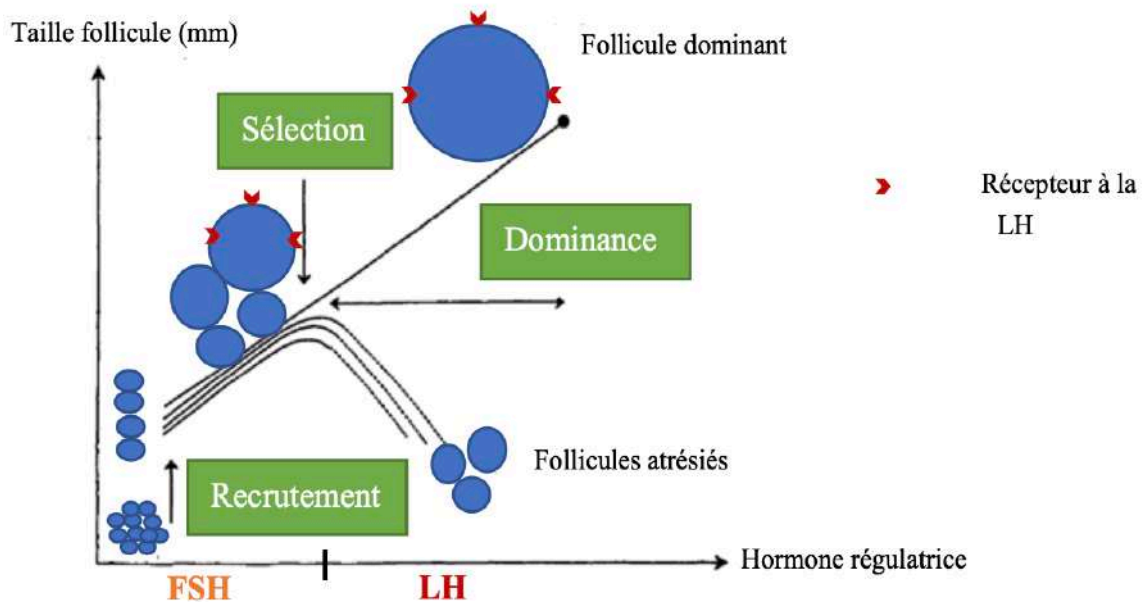 Taille follicule (mm)
Follicule dominant
Sélection
Récepteur à la
LH
Dominance
Follicules atrésiés
Recrutement
Hormone régulatrice
FSH
LH